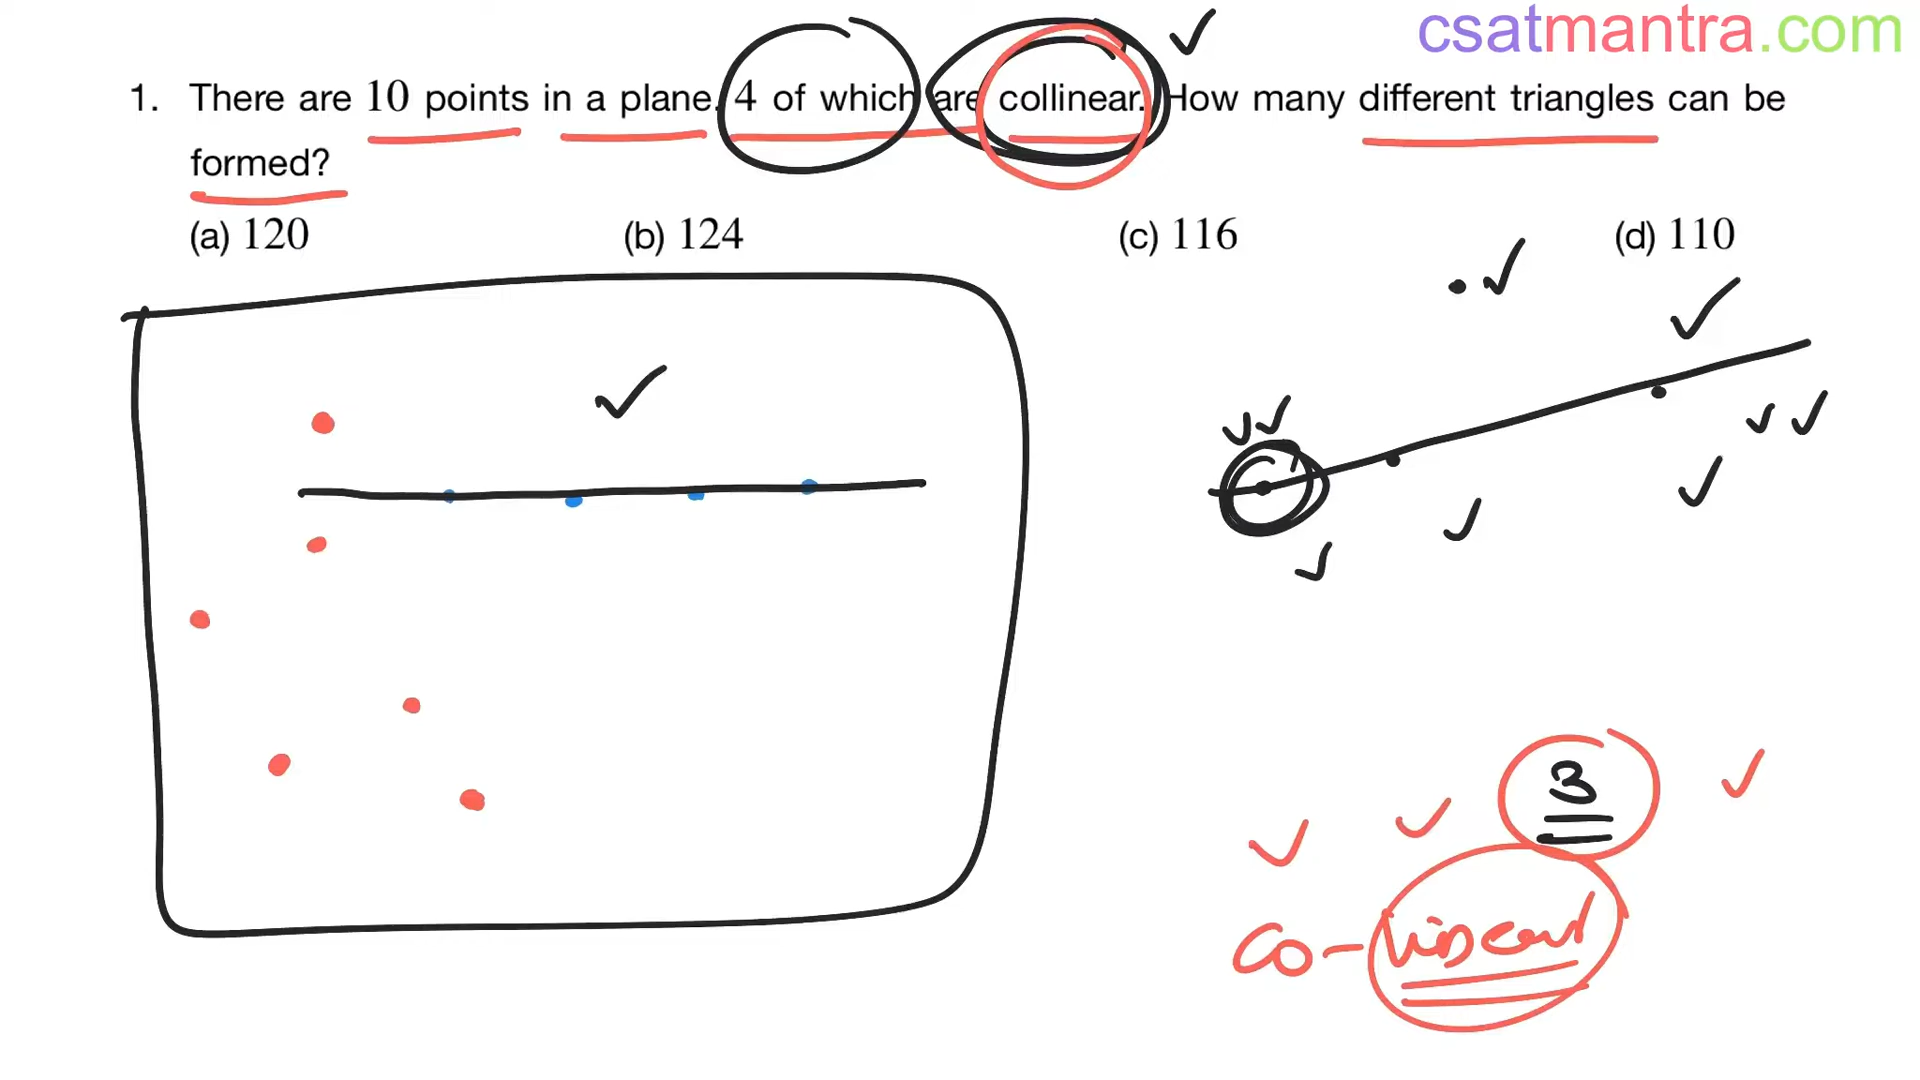 csatmantra.com
1. There are 10 points in a plane. 4 of which are collinear. How many different triangles can be
formed?
(a) 120 (b) 124 (c) 116 (d) 110
3
co-linear